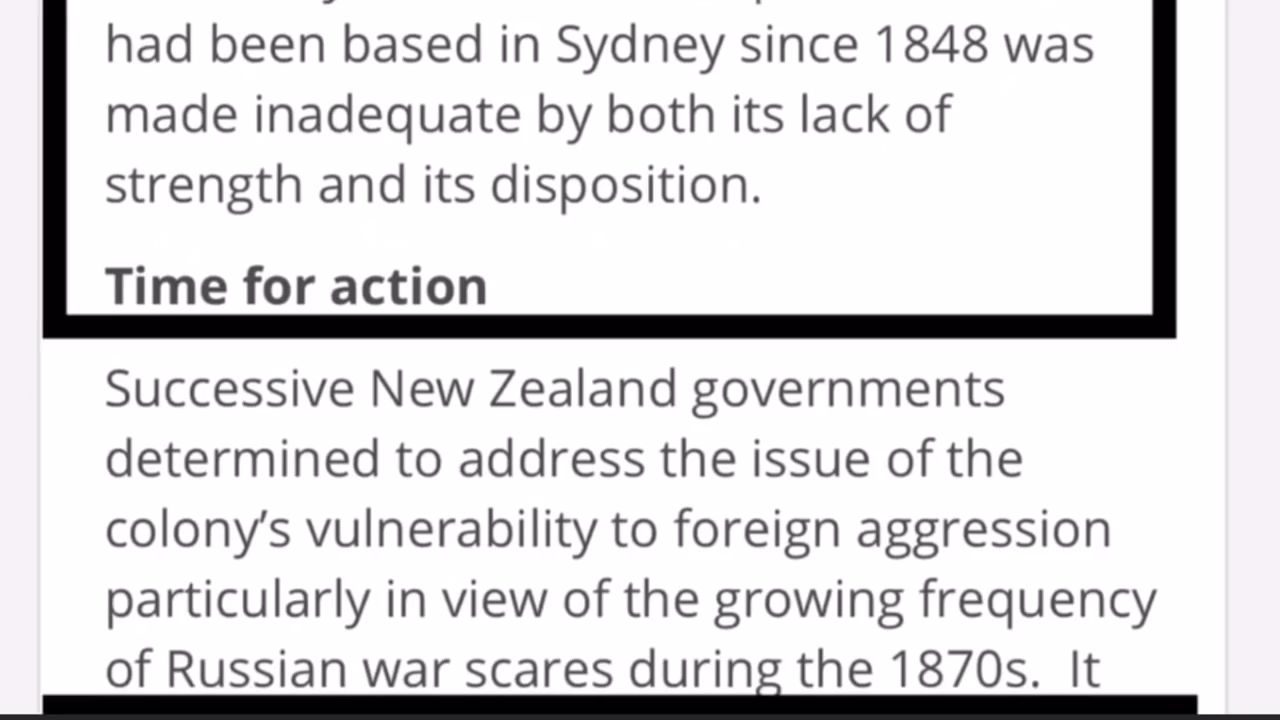 had been based in Sydney since 1848 was
made inadequate by both its lack of
strength and its disposition.
Time for action
Successive New Zealand governments
determined to address the issue of the
colony’s vulnerability to foreign aggression
particularly in view of the growing frequency
of Russian war scares during the 1870s.  It